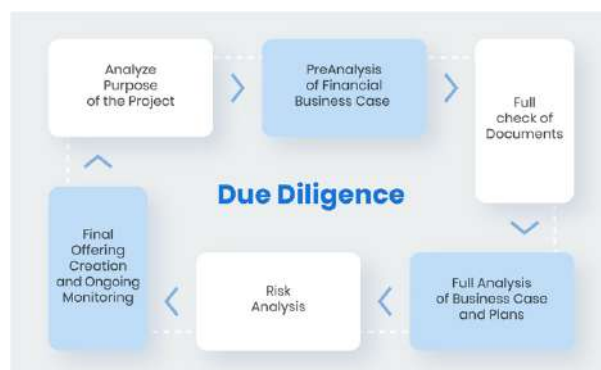 Analyze
Purpose
of the Project
PreAnalysis
of Financial
Business Case
Full
check of
Documents
Due Diligence
Final
Offering
Creation
and Ongoing
Monitoring
Risk
Analysis
Full Analysis
of Business Case
and Plans